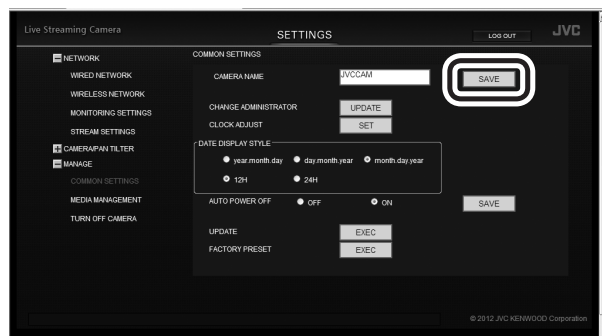 Live Streaming Camera
SETTINGS
LOG OUT
JVC
NETWORK
WIRED NETWORK
WIRELESS NETWORK
MONITORING SETTINGS
STREAM SETTINGS
CAMERA/PAN TILTER
MANAGE
COMMON SETTINGS
MEDIA MANAGEMENT
TURN OFF CAMERA
COMMON SETTINGS
CAMERA NAME JVCCAM SAVE
CHANGE ADMINISTRATOR UPDATE
CLOCK ADJUST SET
DATE DISPLAY STYLE
year.month.day day.month.year month.day.year
12H 24H
AUTO POWER OFF OFF ON SAVE
UPDATE EXEC
FACTORY PRESET EXEC
© 2012 JVC KENWOOD Corporation